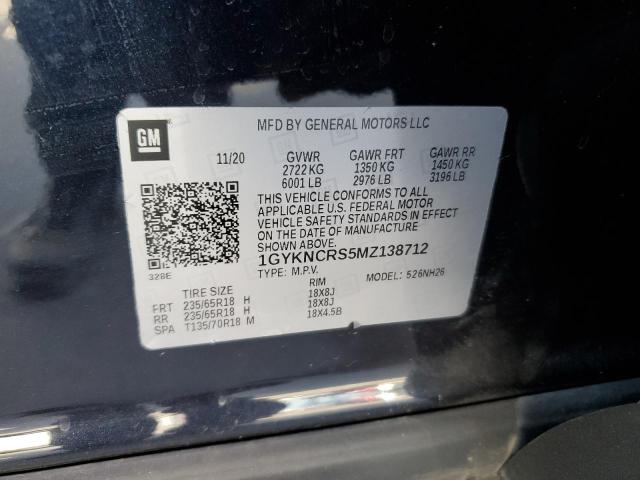 GM
MFD BY GENERAL MOTORS LLC
11/20 GVWR GAWR FRT GAWR RR
2722 KG 1350 KG 1450 KG
6001 LB 2976 LB 3196 LB
THIS VEHICLE CONFORMS TO ALL
APPLICABLE U.S. FEDERAL MOTOR
VEHICLE SAFETY STANDARDS IN EFFECT
ON THE DATE OF MANUFACTURE
SHOWN ABOVE.
328E 1GYKNCRS5MZ138712
TYPE: M.P.V. MODEL: 526NH26
TIRE SIZE RIM
FRT 235/65R18 H 18X8J
RR 235/65R18 H 18X8J
SPA T135/70R18 M 18X4.5B